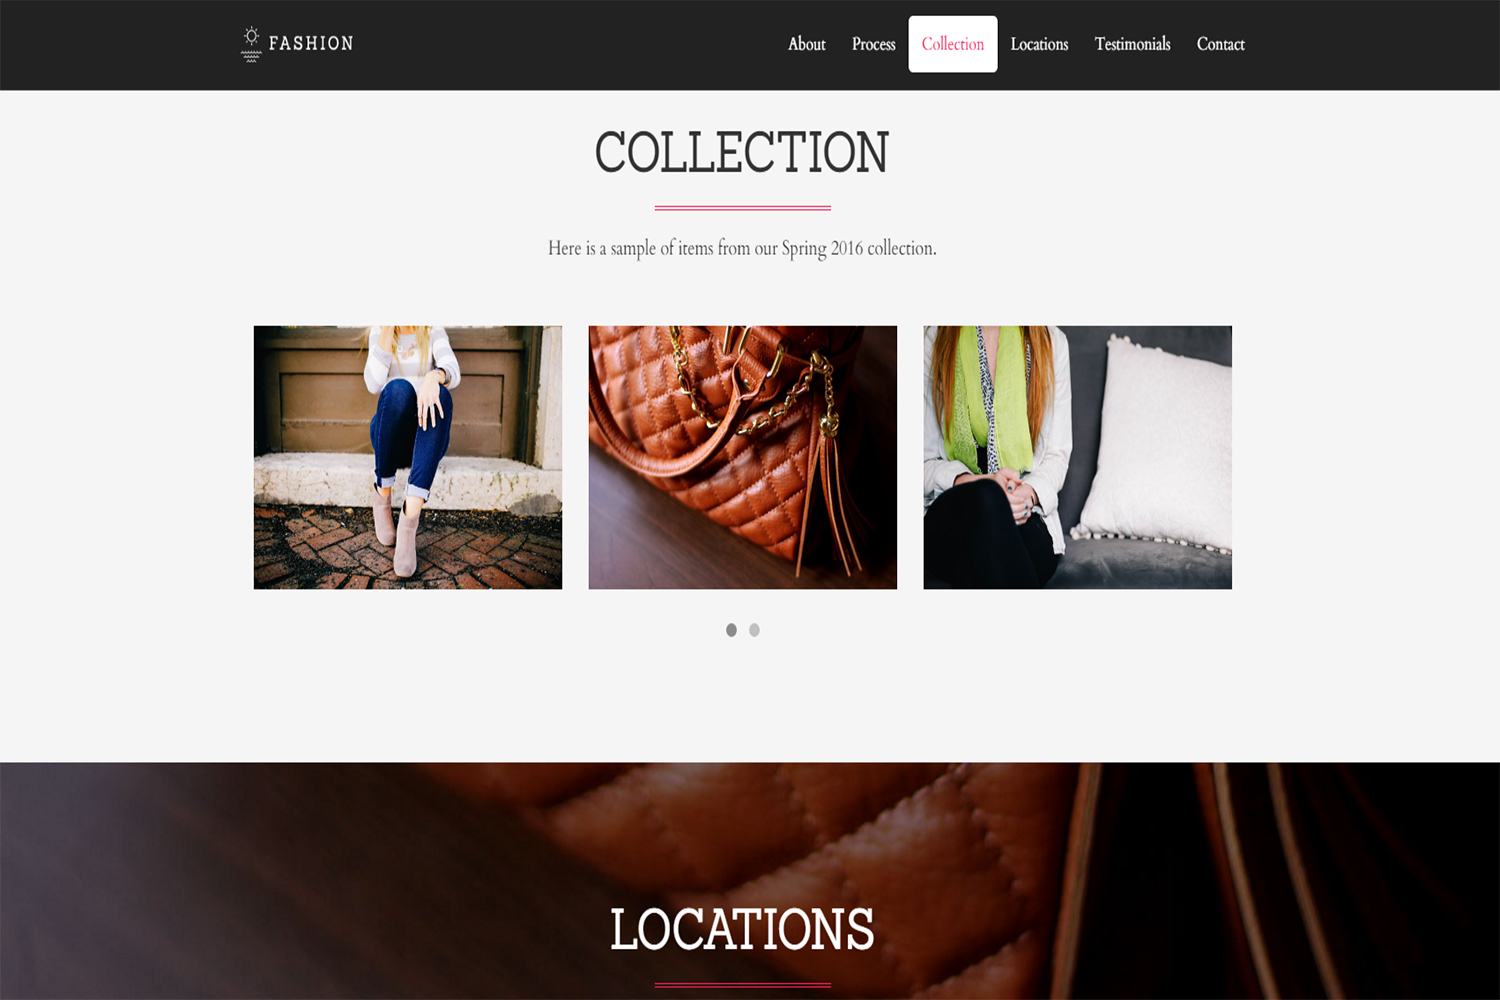 FASHION
About Process Collection Locations Testimonials Contact
COLLECTION
Here is a sample of items from our Spring 2016 collection.
LOCATIONS